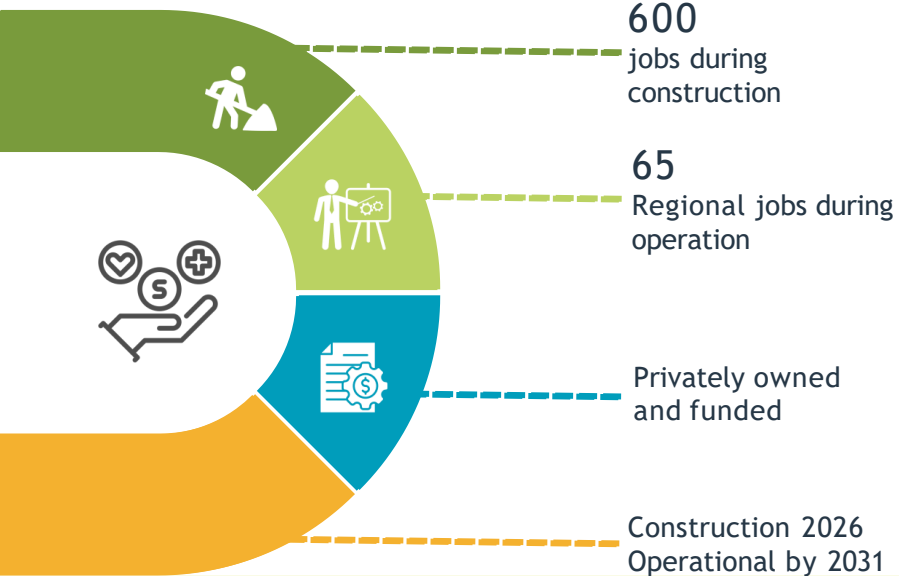 600
jobs during
construction
65
Regional jobs during
operation
S
$
Privately owned
and funded
Construction 2026
Operational by 2031